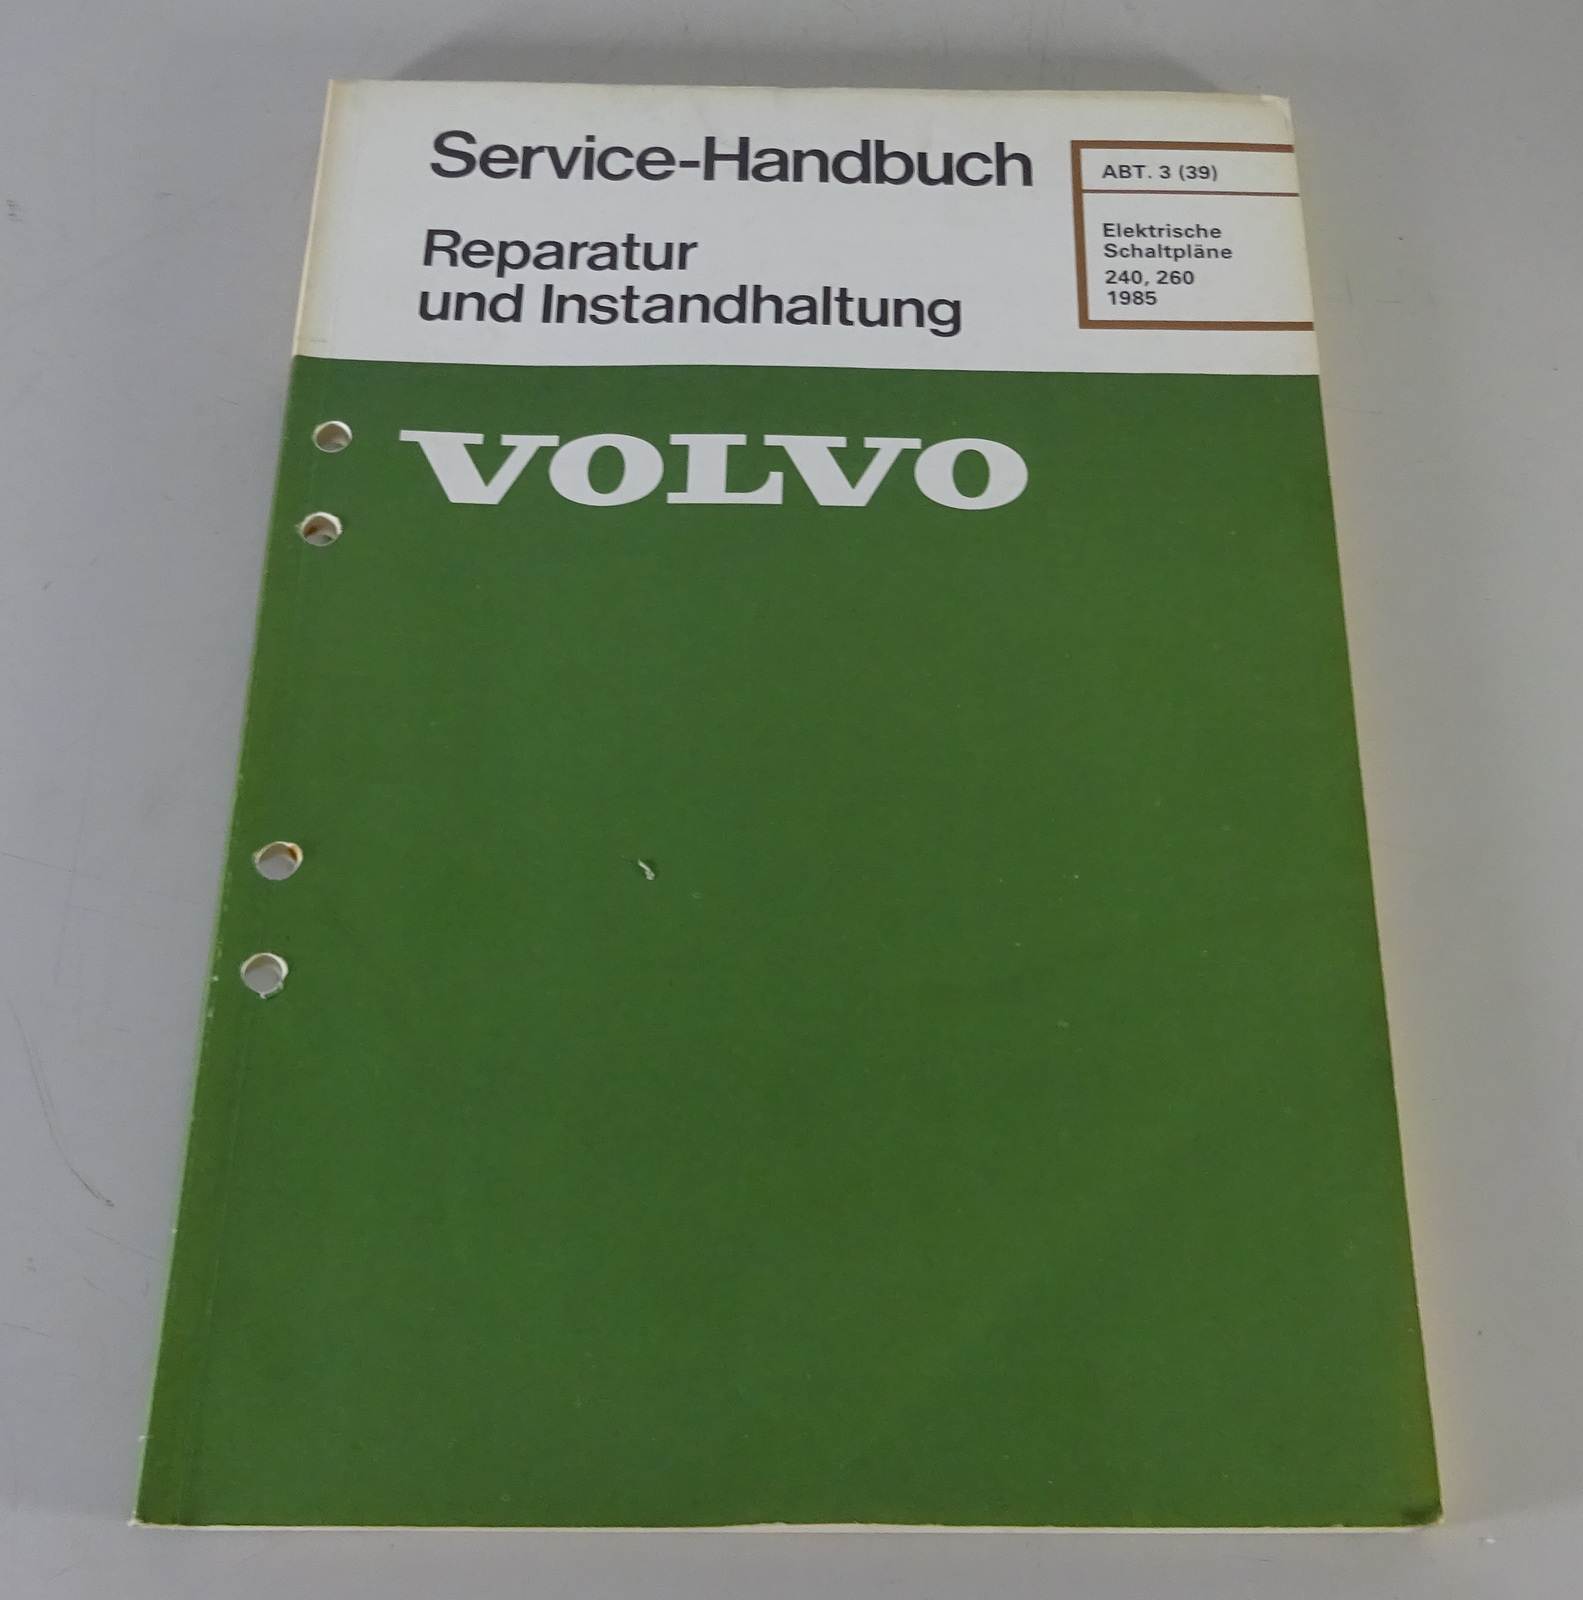 Service-Handbuch
Reparatur
und Instandhaltung
ABT. 3 (39)
Elektrische
Schaltpläne
240, 260
1985
VOLVO